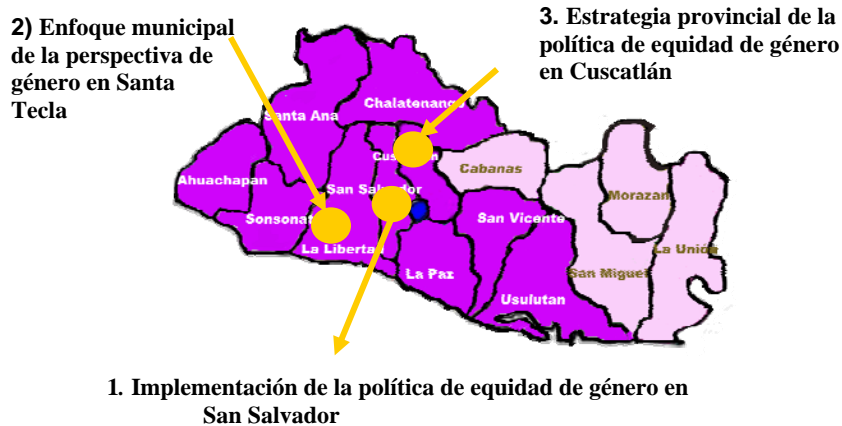 2) Enfoque municipal
de la perspectiva de
género en Santa
Tecla
3. Estrategia provincial de la
política de equidad de género
en Cuscatlán
Chalatenango
Santa Ana
Cabanas
Ahuachapan
San Salvador
Morazan
Sonsonat
San Vicente
La Libertad
La Unión
La Paz
San Miguel
Usulutan
1. Implementación de la política de equidad de género en
San Salvador